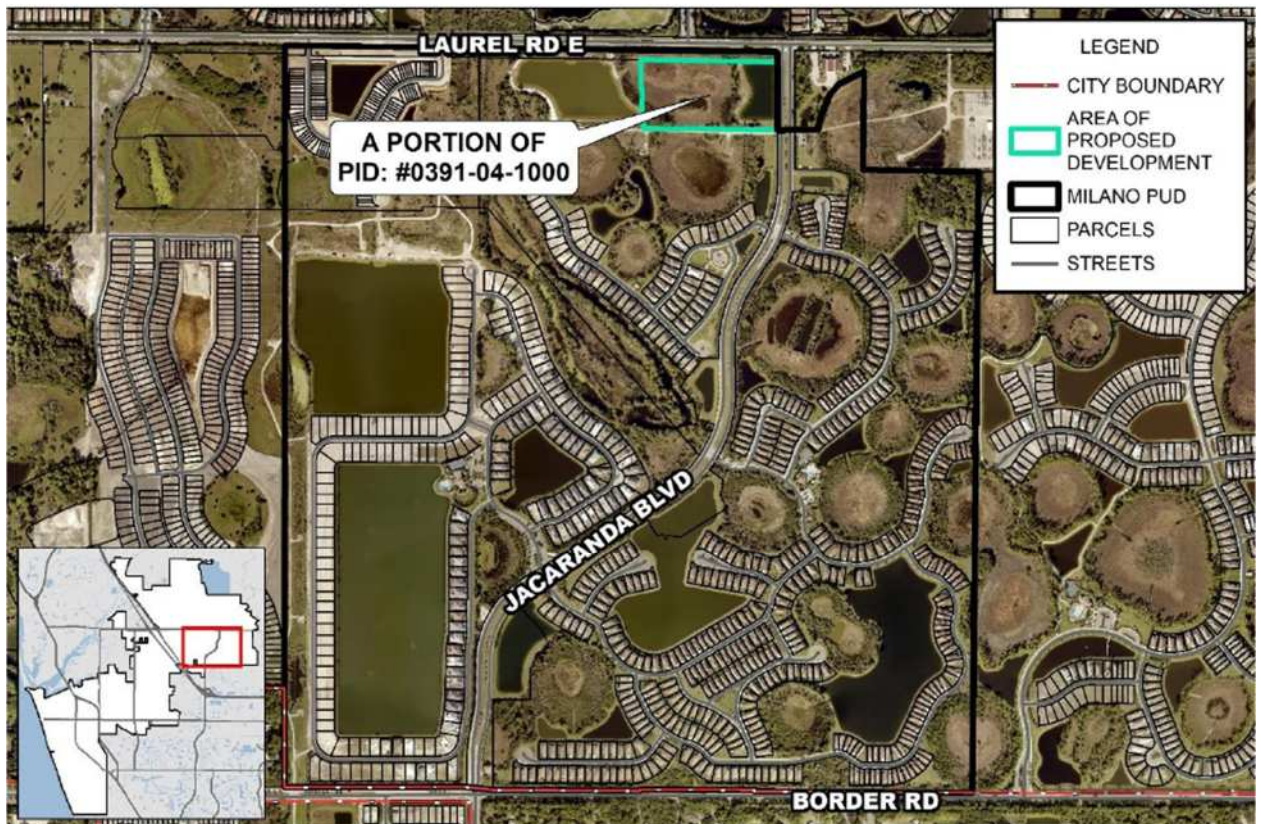 LAUREL RD E
A PORTION OF
PID: #0391-04-1000
LEGEND
CITY BOUNDARY
AREA OF
PROPOSED
DEVELOPMENT
MILANO PUD
PARCELS
STREETS
JACARANDA BLVD
BORDER RD